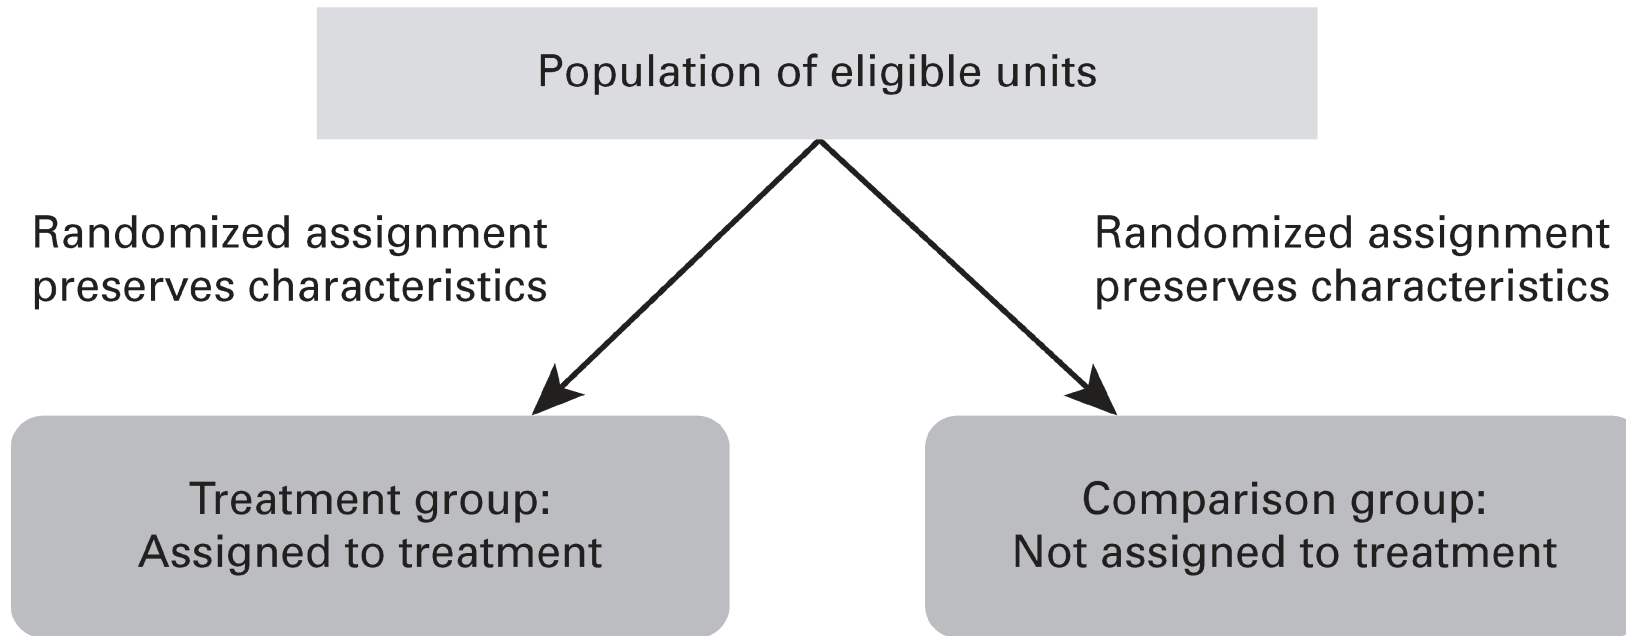 Population of eligible units
Randomized assignment
preserves characteristics
Randomized assignment
preserves characteristics
Treatment group:
Assigned to treatment
Comparison group:
Not assigned to treatment